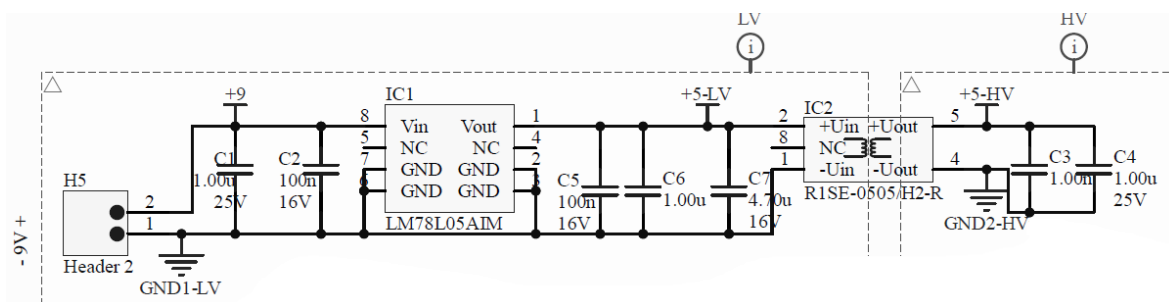 LV
HV
i
i
+9
IC1
+5-LV
IC2
+5-HV
8
Vin
Vout
1
2
+Uin
+Uout
5
5
NC
NC
4
8
NC
7
GND
GND
2
1
-Uin
-Uout
4
6
GND
GND
3
LM78L05AIM
R1SE-0505/H2-R
C1
1.00u
25V
C2
100n
16V
C5
100n
16V
C6
1.00u
C7
4.70u
16V
C3
1.00n
C4
1.00u
25V
GND2-HV
H5
2
1
Header 2
- 9V +
GND1-LV